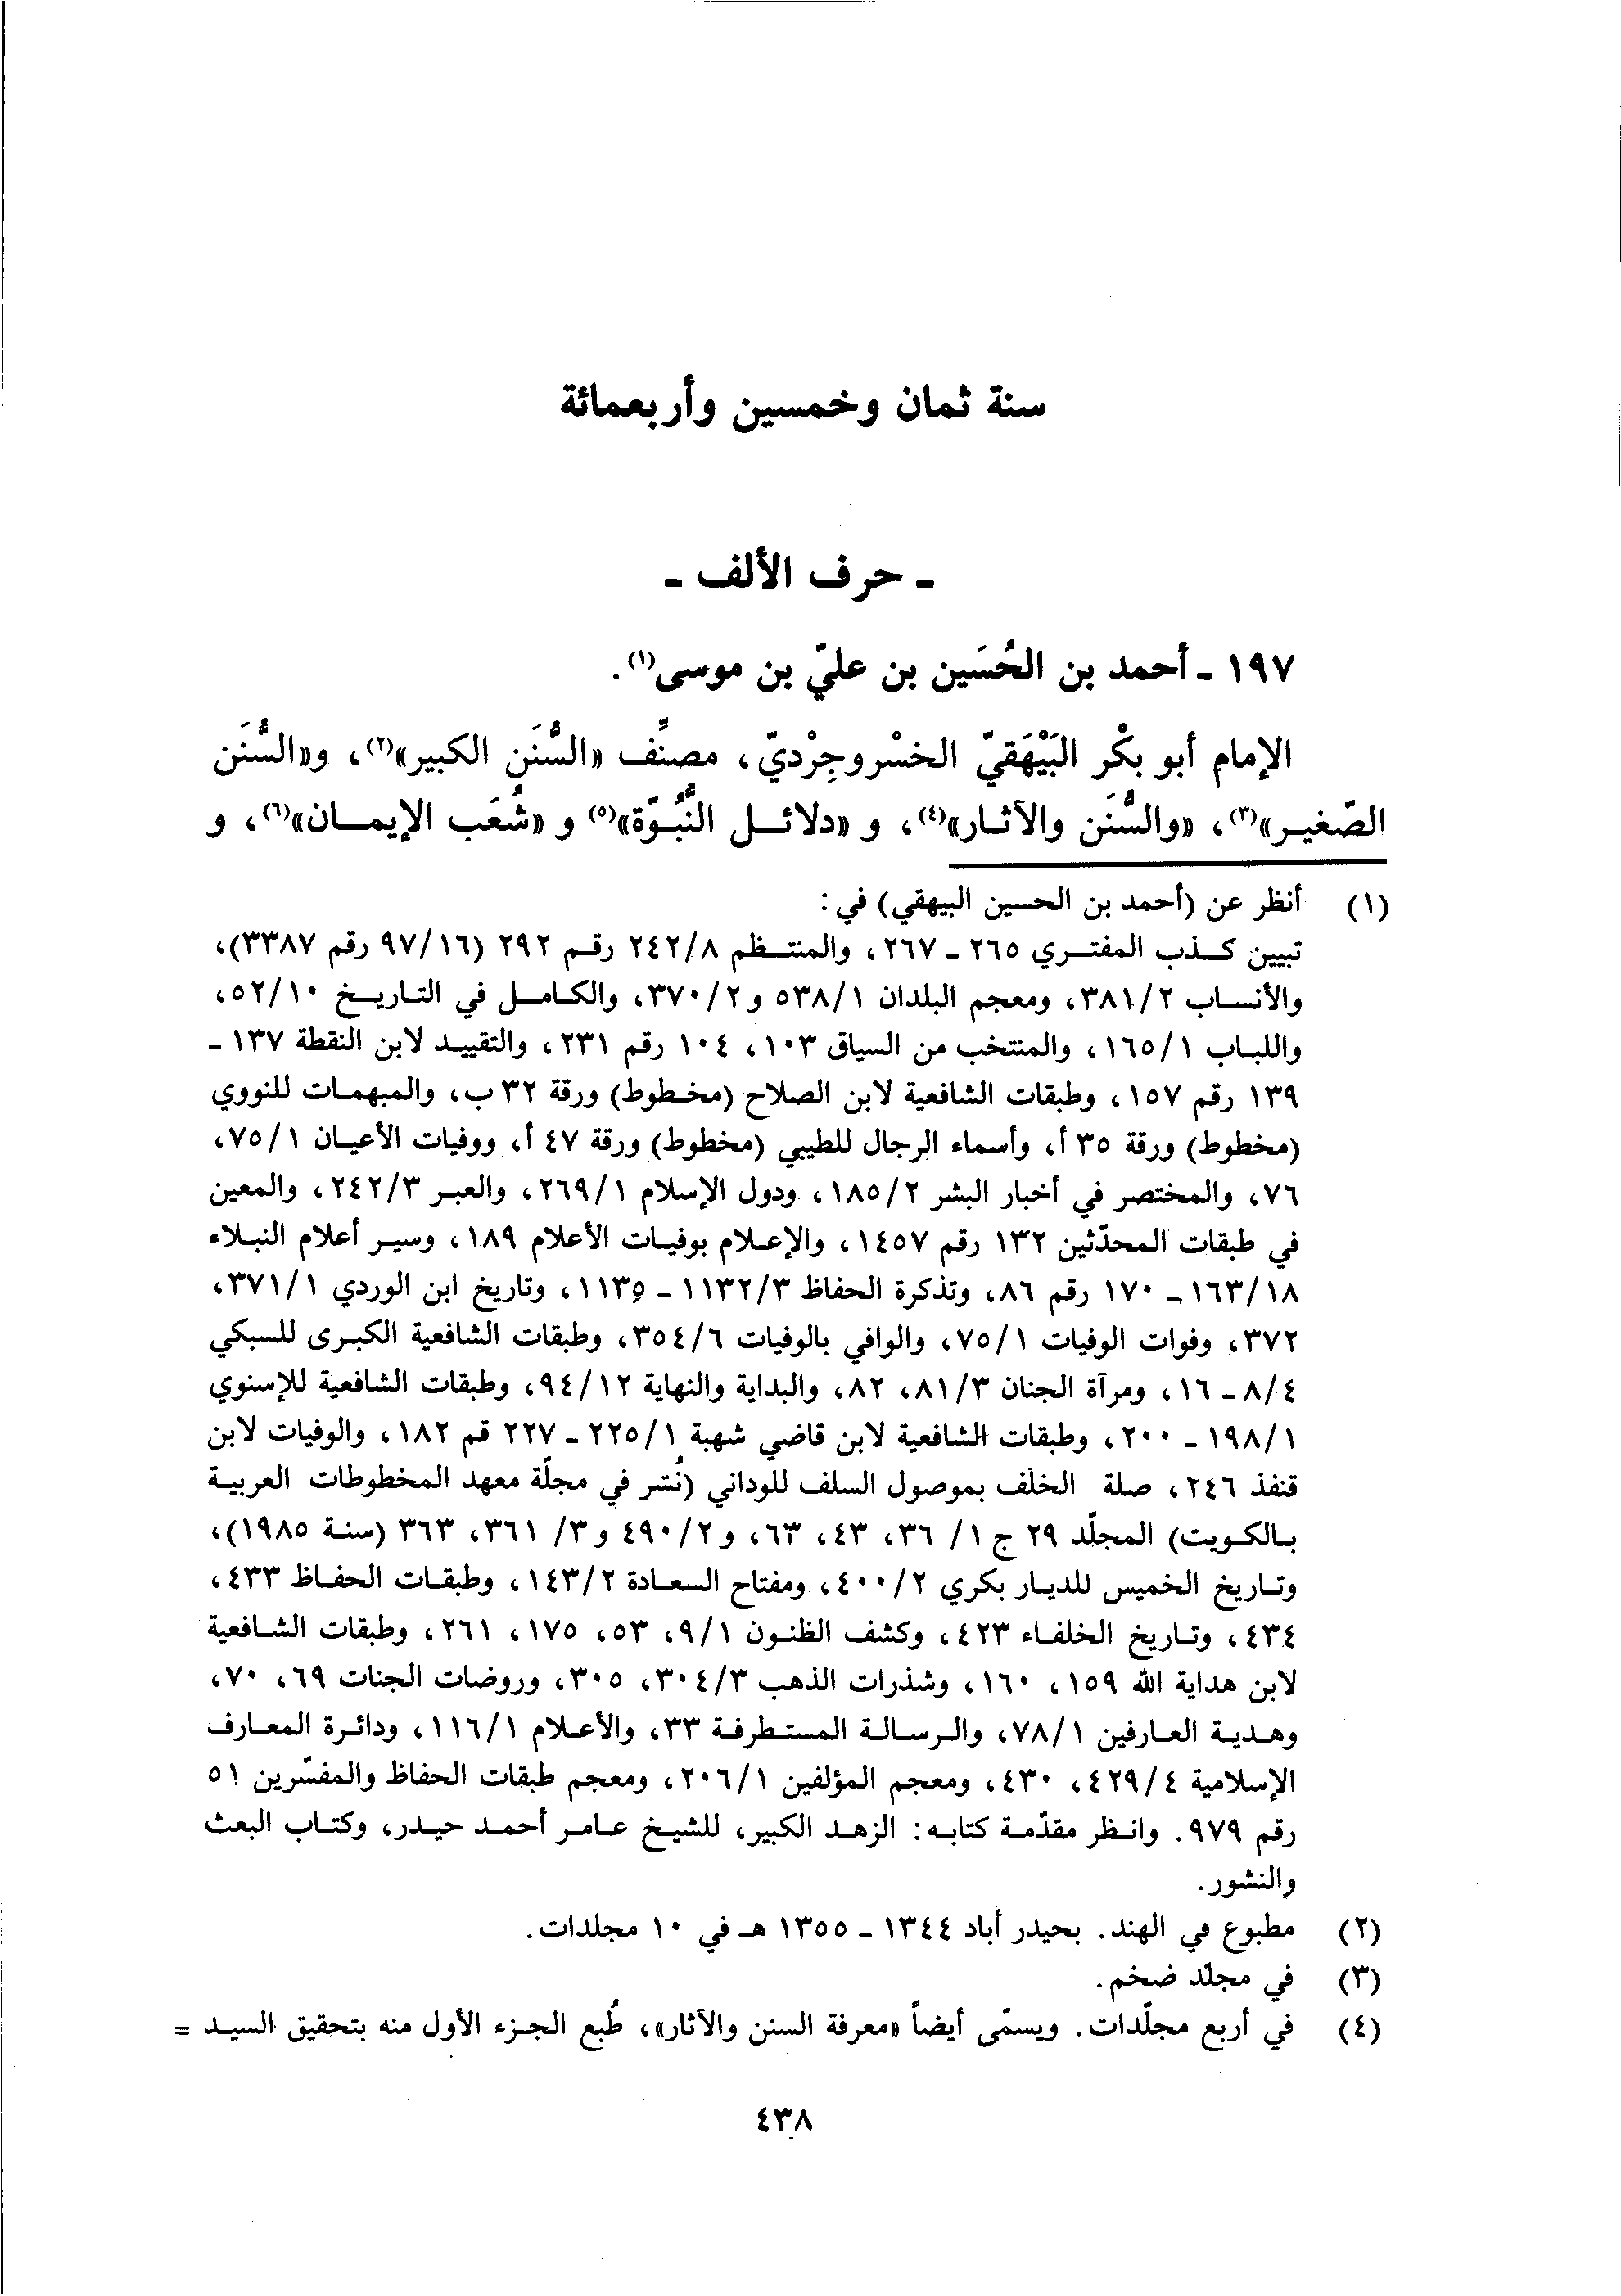 سنة ثمان وخمسين وأربعمائة
ـ حرف الألف ـ
١٩٧ ـ أحمد بن الحُسَين بن عليّ بن موسى(١).
الإمام أبو بكْر البَيْهَقيّ الخسْروجِرْديّ، مصنِّف «السُّنَن الكبير»(٢)، و«السُّنَن
الصّغير»(٣)، «والسُّنَن والآثار»(٤)، و «دلائل النُّبُوّة»(٥) و «شُعَب الإيمان»(٦)، و
(١) أنظر عن (أحمد بن الحسين البيهقي) في:
تبيين كذب المفتري ٢٦٥ ـ ٢٦٧، والمنتظم ٢٤٢/٨ رقم ٢٩٢ (٩٧/١٦ رقم ٣٣٨٧)،
والأنساب ٣٨١/٢، ومعجم البلدان ٥٣٨/١ و٣٧٠/٢، والكامل في التاريخ ٥٢/١٠،
واللباب ١٦٥/١، والمنتخب من السياق ١٠٣، ١٠٤ رقم ٢٣١، والتقييد لابن النقطة ١٣٧ ـ
١٣٩ رقم ١٥٧، وطبقات الشافعية لابن الصلاح (مخطوط) ورقة ٣٢ ب، والمبهمات للنووي
(مخطوط) ورقة ٣٥ أ، وأسماء الرجال للطيبي (مخطوط) ورقة ٤٧ أ، ووفيات الأعيان ٧٥/١،
٧٦، والمختصر في أخبار البشر ١٨٥/٢، ودول الإسلام ٢٦٩/١، والعبر ٢٤٢/٣، والمعين
في طبقات المحدّثين ١٣٢ رقم ١٤٥٧، والإعلام بوفيات الأعلام ١٨٩، وسير أعلام النبلاء
١٦٣/١٨ ـ ١٧٠ رقم ٨٦، وتذكرة الحفاظ ١١٣٢/٣ ـ ١١٣٥، وتاريخ ابن الوردي ٣٧١/١،
٣٧٢، وفوات الوفيات ٧٥/١، والوافي بالوفيات ٣٥٤/٦، وطبقات الشافعية الكبرى للسبكي
٨/٤ ـ ١٦، ومرآة الجنان ٨١/٣، ٨٢، والبداية والنهاية ٩٤/١٢، وطبقات الشافعية للإسنوي
١٩٨/١ ـ ٢٠٠، وطبقات الشافعية لابن قاضي شهبة ٢٢٥/١ ـ ٢٢٧ قم ١٨٢، والوفيات لابن
قنفذ ٢٤٦، صلة الخلف بموصول السلف للوداني (نُشر في مجلّة معهد المخطوطات العربية
بالكويت) المجلّد ٢٩ ج ١/ ٣٦، ٤٣، ٦٣، و٤٩٠/٢ و٣/ ٣٦١، ٣٦٣ (سنة ١٩٨٥)،
وتاريخ الخميس للديار بكري ٤٠٠/٢، ومفتاح السعادة ١٤٣/٢، وطبقات الحفاظ ٤٣٣،
٤٣٤، وتاريخ الخلفاء ٤٢٣، وكشف الظنون ٩/١، ٥٣، ١٧٥، ٢٦١، وطبقات الشافعية
لابن هداية الله ١٥٩، ١٦٠، وشذرات الذهب ٣٠٤/٣، ٣٠٥، وروضات الجنات ٦٩، ٧٠،
وهدية العارفين ٧٨/١، والرسالة المستطرفة ٣٣، والأعلام ١١٦/١، ودائرة المعارف
الإسلامية ٤٢٩/٤، ٤٣٠، ومعجم المؤلفين ٢٠٦/١، ومعجم طبقات الحفاظ والمفسّرين ٥١
رقم ٩٧٩. وانظر مقدّمة كتابه: الزهد الكبير، للشيخ عامر أحمد حيدر، وكتاب البعث
والنشور.
(٢) مطبوع في الهند. بحيدر أباد ١٣٤٤ ـ ١٣٥٥ هـ في ١٠ مجلدات.
(٣) في مجلّد ضخم.
(٤) في أربع مجلّدات. ويسمّى أيضاً «معرفة السنن والآثار»، طُبع الجزء الأول منه بتحقيق السيد =
٤٣٨